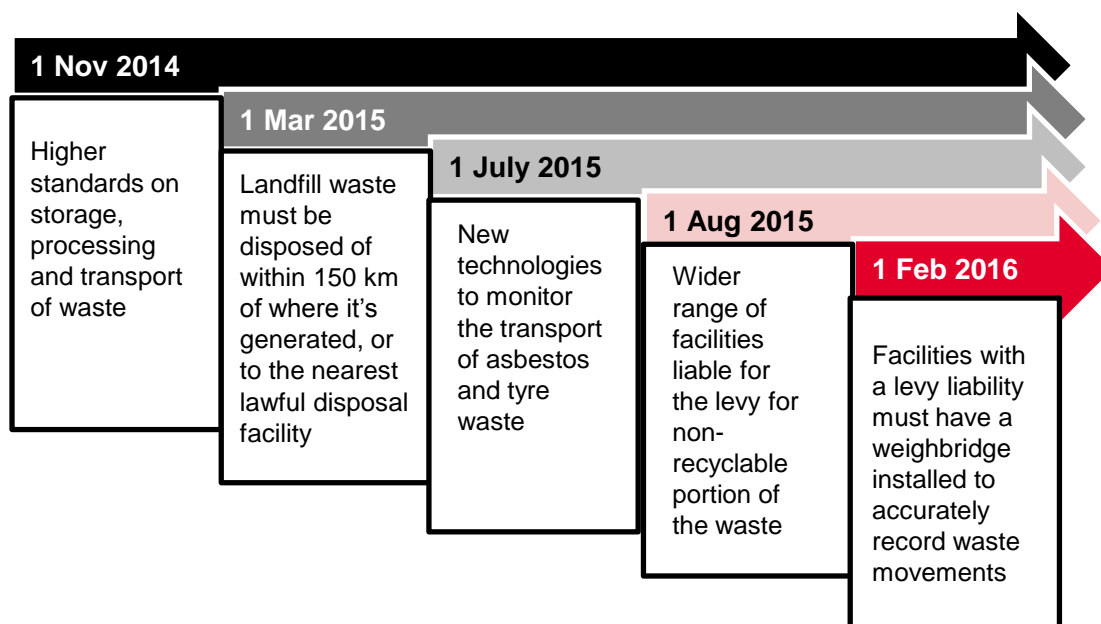 1 Nov 2014
Higher
standards on
storage,
processing
and transport
of waste
1 Mar 2015
Landfill waste
must be
disposed of
within 150 km
of where it's
generated, or
to the nearest
lawful disposal
facility
1 July 2015
New
technologies
to monitor
the transport
of asbestos
and tyre
waste
1 Aug 2015
Wider
range of
facilities
liable for
the levy for
non-
recyclable
portion of
the waste
1 Feb 2016
Facilities with
a levy liability
must have a
weighbridge
installed to
accurately
record waste
movements